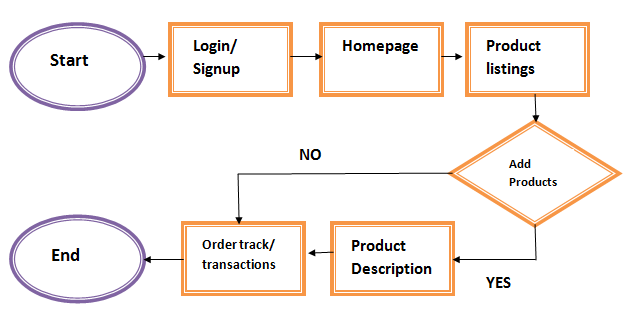 Start
Login/
Signup
Homepage
Product
listings
Add
Products
NO
YES
Product
Description
Order track/
transactions
End